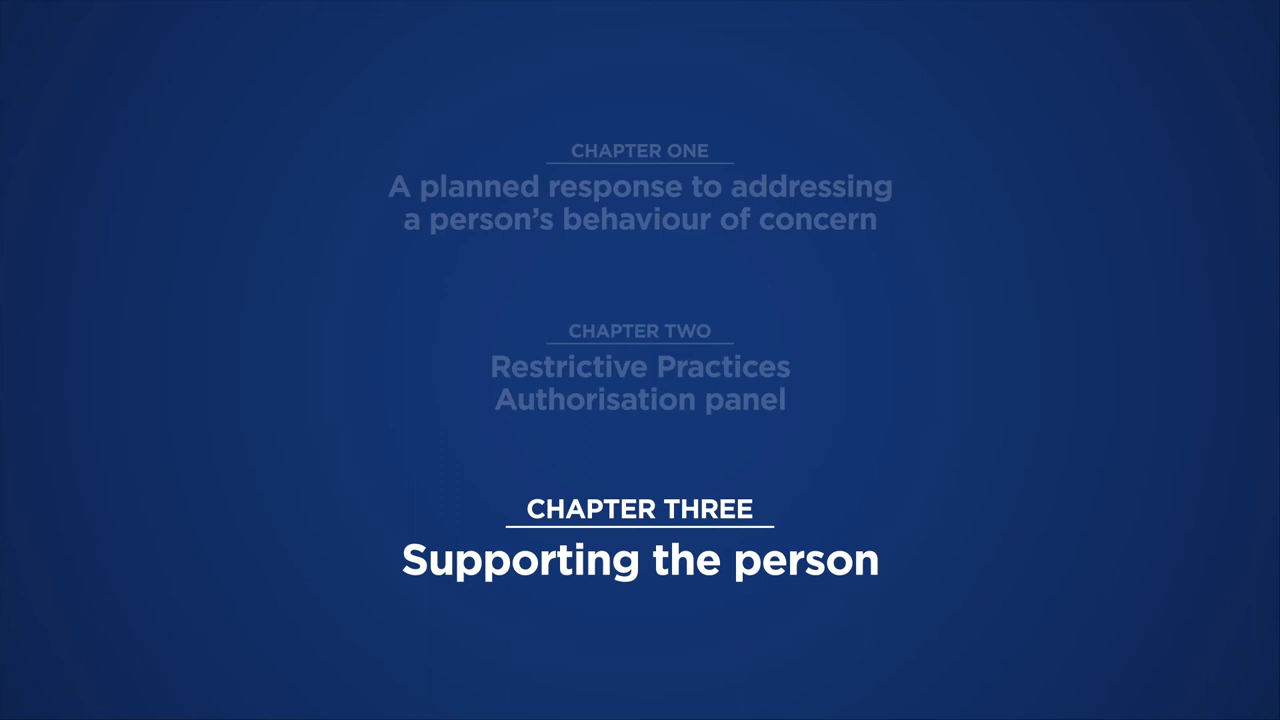 CHAPTER ONE
A planned response to addressing
a person’s behaviour of concern
CHAPTER TWO
Restrictive Practices
Authorisation panel
CHAPTER THREE
Supporting the person